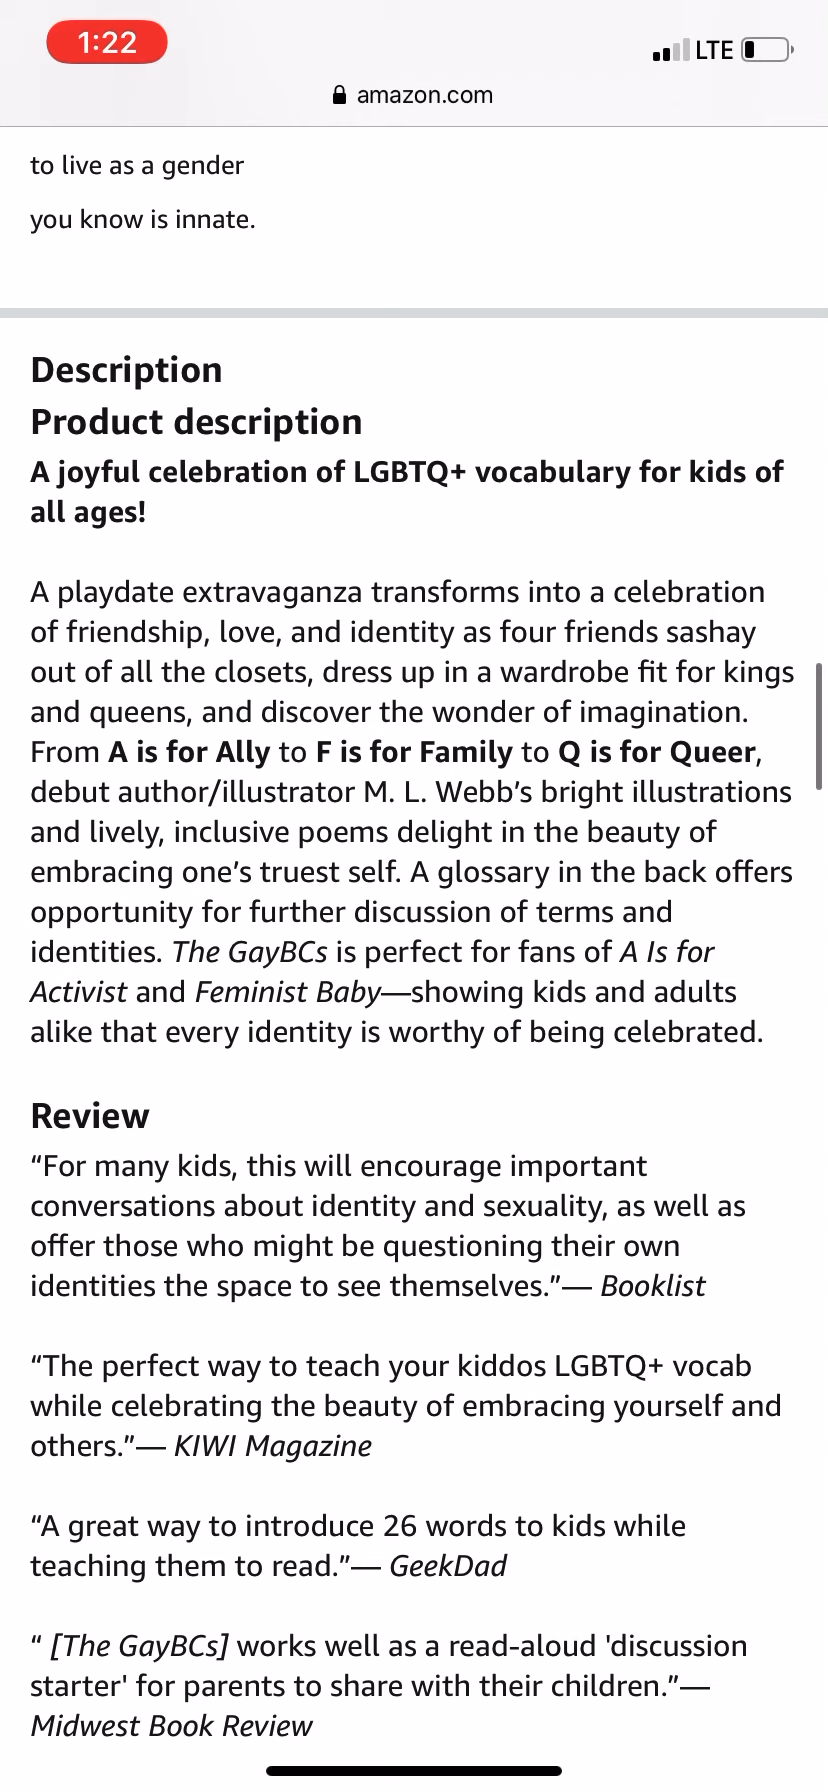 1:22
LTE
amazon.com
to live as a gender
you know is innate.
Description
Product description
A joyful celebration of LGBTQ+ vocabulary for kids of
all ages!
A playdate extravaganza transforms into a celebration
of friendship, love, and identity as four friends sashay
out of all the closets, dress up in a wardrobe fit for kings
and queens, and discover the wonder of imagination.
From A is for Ally to F is for Family to Q is for Queer,
debut author/illustrator M. L. Webb’s bright illustrations
and lively, inclusive poems delight in the beauty of
embracing one’s truest self. A glossary in the back offers
opportunity for further discussion of terms and
identities. The GayBCs is perfect for fans of A Is for
Activist and Feminist Baby—showing kids and adults
alike that every identity is worthy of being celebrated.
Review
“For many kids, this will encourage important
conversations about identity and sexuality, as well as
offer those who might be questioning their own
identities the space to see themselves.”— Booklist
“The perfect way to teach your kiddos LGBTQ+ vocab
while celebrating the beauty of embracing yourself and
others.”— KIWI Magazine
“A great way to introduce 26 words to kids while
teaching them to read.”— GeekDad
“ [The GayBCs] works well as a read-aloud 'discussion
starter' for parents to share with their children.”—
Midwest Book Review